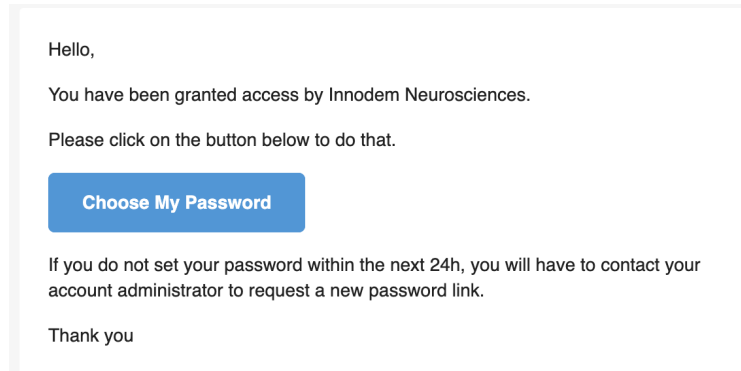 Hello,
You have been granted access by Innodem Neurosciences.
Please click on the button below to do that.
Choose My Password
If you do not set your password within the next 24h, you will have to contact your
account administrator to request a new password link.
Thank you